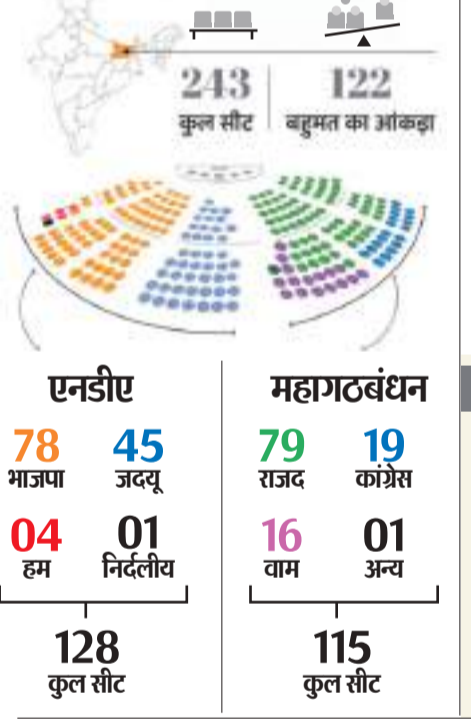 243 122
कुल सीट बहुमत का आंकड़ा
एनडीए
78 45
भाजपा जदयू
04 01
हम निर्दलीय
128
कुल सीट
महागठबंधन
79 19
राजद कांग्रेस
16 01
वाम अन्य
115
कुल सीट